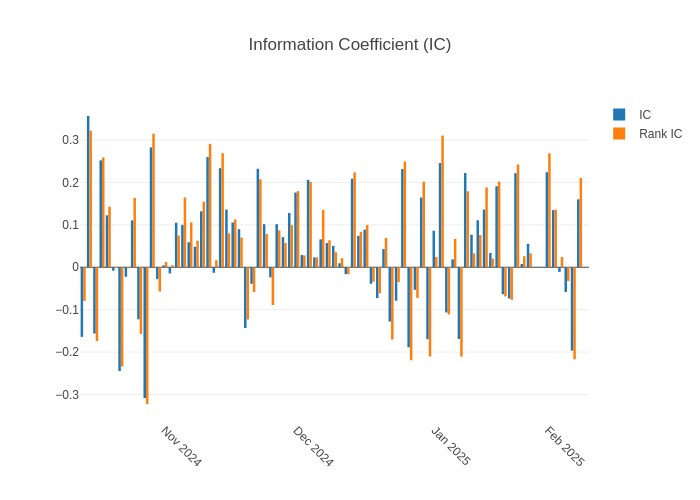 Information Coefficient (IC)
IC
Rank IC
0.3
0.2
0.1
0
−0.1
−0.2
−0.3
Nov 2024
Dec 2024
Jan 2025
Feb 2025